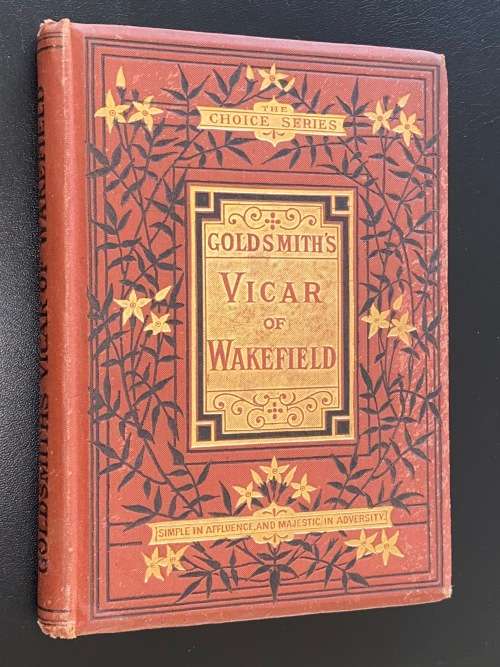 THE
CHOICE SERIES
GOLDSMITH'S
VICAR
OF
WAKEFIELD
SIMPLE IN AFFLUENCE, AND MAJESTIC IN ADVERSITY.
GOLDSMITH'S VICAR OF WAKEFIELD